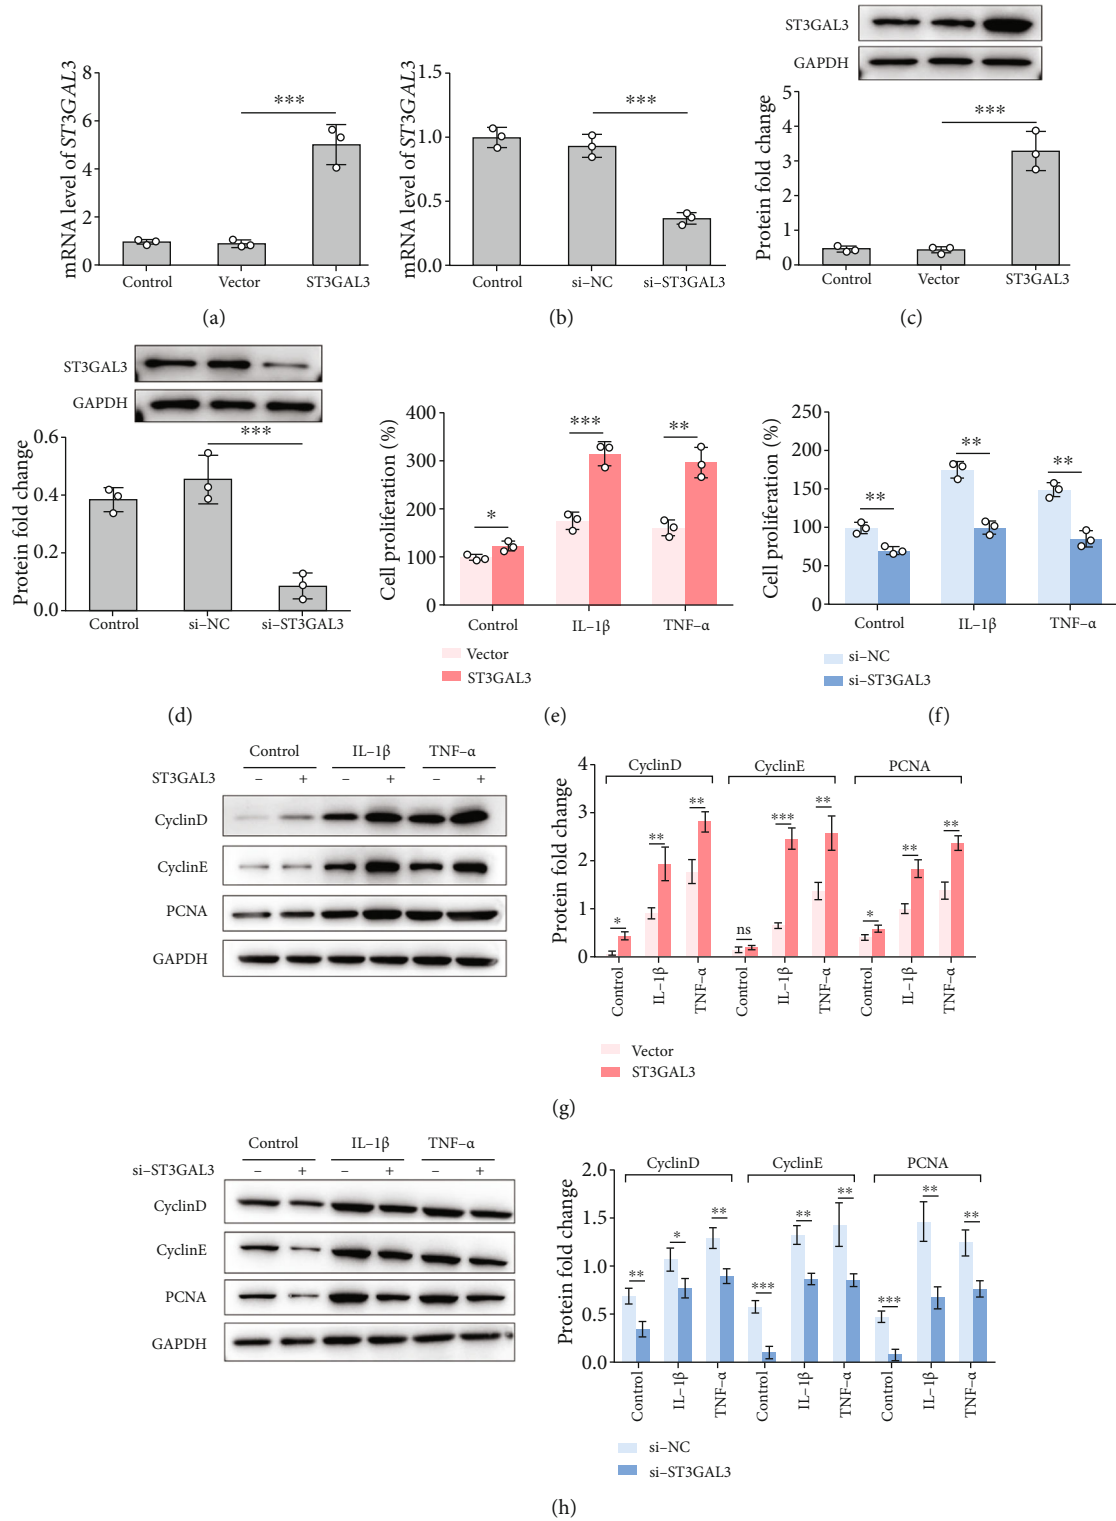 mRNA level of ST3GAL3
8
6
4
2
0
***
Control
Vector
ST3GAL3
(a)
mRNA level of ST3GAL3
1.5
1.0
0.5
0.0
***
Control
si–NC
si–ST3GAL3
(b)
ST3GAL3
GAPDH
Protein fold change
5
4
3
2
1
0
***
Control
Vector
ST3GAL3
(c)
ST3GAL3
GAPDH
Protein fold change
0.6
0.4
0.2
0.0
***
Control
si–NC
si–ST3GAL3
(d)
Cell proliferation (%)
400
300
200
100
0
*
***
**
Control
IL–1β
TNF–α
Vector
ST3GAL3
(e)
Cell proliferation (%)
250
200
150
100
50
0
**
**
**
Control
IL–1β
TNF–α
si–NC
si–ST3GAL3
(f)
Control
IL–1β
TNF–α
ST3GAL3
– + – + – +
CyclinD
CyclinE
PCNA
GAPDH
Protein fold change
4
3
2
1
0
CyclinD
CyclinE
PCNA
*
**
**
ns
***
**
*
**
**
Control
IL–1β
TNF–α
Control
IL–1β
TNF–α
Control
IL–1β
TNF–α
Vector
ST3GAL3
(g)
Control
IL–1β
TNF–α
si–ST3GAL3
– + – + – +
CyclinD
CyclinE
PCNA
GAPDH
Protein fold change
2.0
1.5
1.0
0.5
0.0
CyclinD
CyclinE
PCNA
**
*
**
***
**
**
***
**
**
Control
IL–1β
TNF–α
Control
IL–1β
TNF–α
Control
IL–1β
TNF–α
si–NC
si–ST3GAL3
(h)